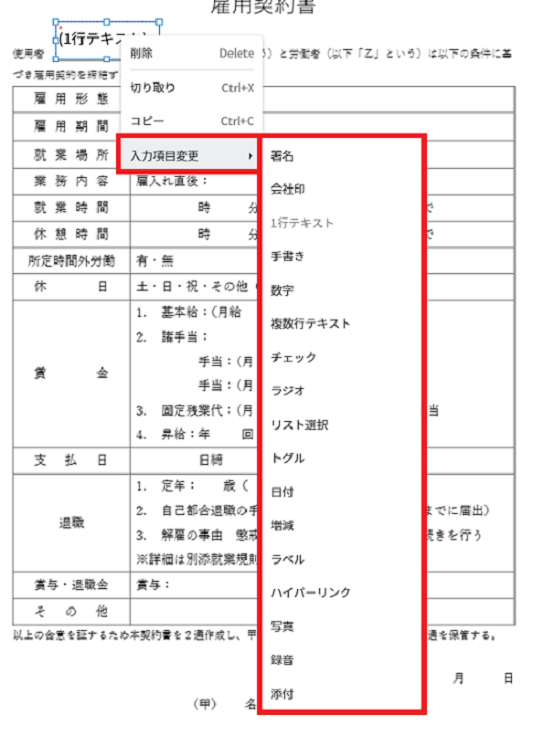 雇用契約書
(1行テキスト)
使用者
う)と労働者(以下「乙」という)は以下の条件に基
づき雇用契約を締結す
削除 Delete
切り取り Ctrl+X
コピー Ctrl+C
入力項目変更
署名
会社印
1行テキスト
手書き
数字
複数行テキスト
チェック
ラジオ
リスト選択
トグル
日付
増減
ラベル
ハイパーリンク
写真
録音
添付
雇用形態
雇用期間
就業場所
業務内容 雇入れ直後:
就業時間 時 分 で
休憩時間 時 分 で
所定時間外労働 有・無
休日 土・日・祝・その他(
賃金
1. 基本給:(月給
2. 諸手当:
手当:(月
手当:(月
3. 固定残業代:(月 当
4. 昇給:年 回
支払日 日締
退職
1. 定年: 歳(
2. 自己都合退職の手 までに届出)
3. 解雇の事由 懲戒 続きを行う
※詳細は別添就業規則
賞与・退職金 賞与:
その他
以上の合意を証するため本契約書を2通作成し、甲 通を保管する。
月 日
(甲) 名